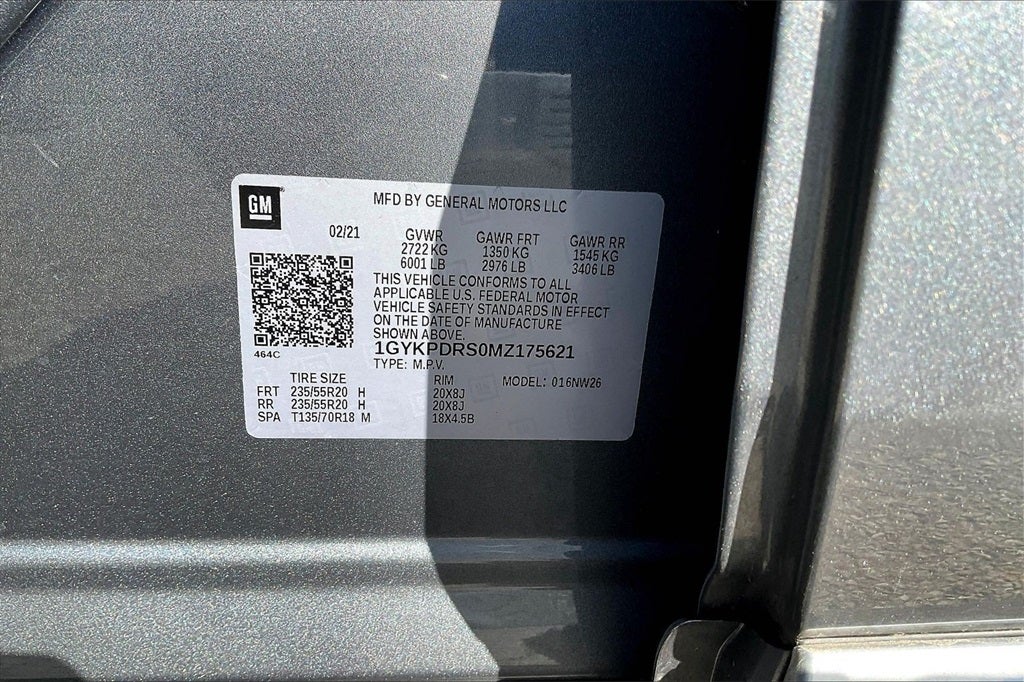 GM
MFD BY GENERAL MOTORS LLC
02/21 GVWR GAWR FRT GAWR RR
2722 KG 1350 KG 1545 KG
6001 LB 2976 LB 3406 LB
THIS VEHICLE CONFORMS TO ALL
APPLICABLE U.S. FEDERAL MOTOR
VEHICLE SAFETY STANDARDS IN EFFECT
ON THE DATE OF MANUFACTURE
SHOWN ABOVE.
464C
1GYKPDRS0MZ175621
TYPE: M.P.V.
TIRE SIZE RIM MODEL: 016NW26
FRT 235/55R20 H 20X8J
RR 235/55R20 H 20X8J
SPA T135/70R18 M 18X4.5B